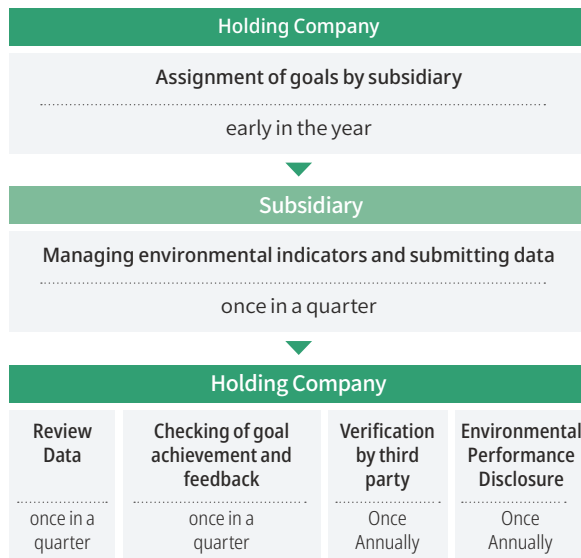 Holding Company
Assignment of goals by subsidiary
early in the year
Subsidiary
Managing environmental indicators and submitting data
once in a quarter
Holding Company
Review
Data
once in a
quarter
Checking of goal
achievement and
feedback
once in a
quarter
Verification
by third
party
Once
Annually
Environmental
Performance
Disclosure
Once
Annually